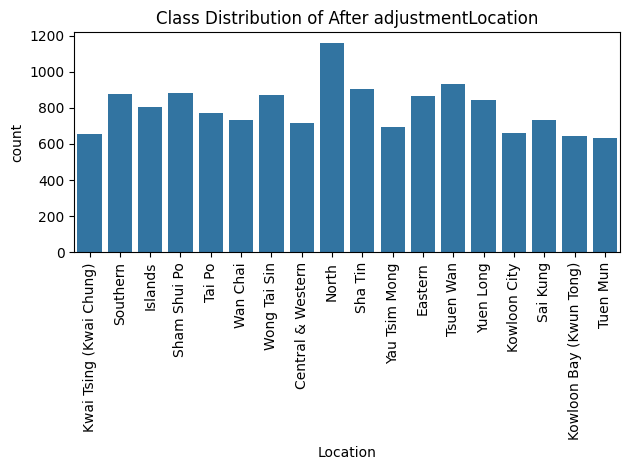 Class Distribution of After adjustmentLocation
count
1200
1000
800
600
400
200
0
Kwai Tsing (Kwai Chung)
Southern
Islands
Sham Shui Po
Tai Po
Wan Chai
Wong Tai Sin
Central & Western
North
Sha Tin
Yau Tsim Mong
Eastern
Tsuen Wan
Yuen Long
Kowloon City
Sai Kung
Kowloon Bay (Kwun Tong)
Tuen Mun
Location